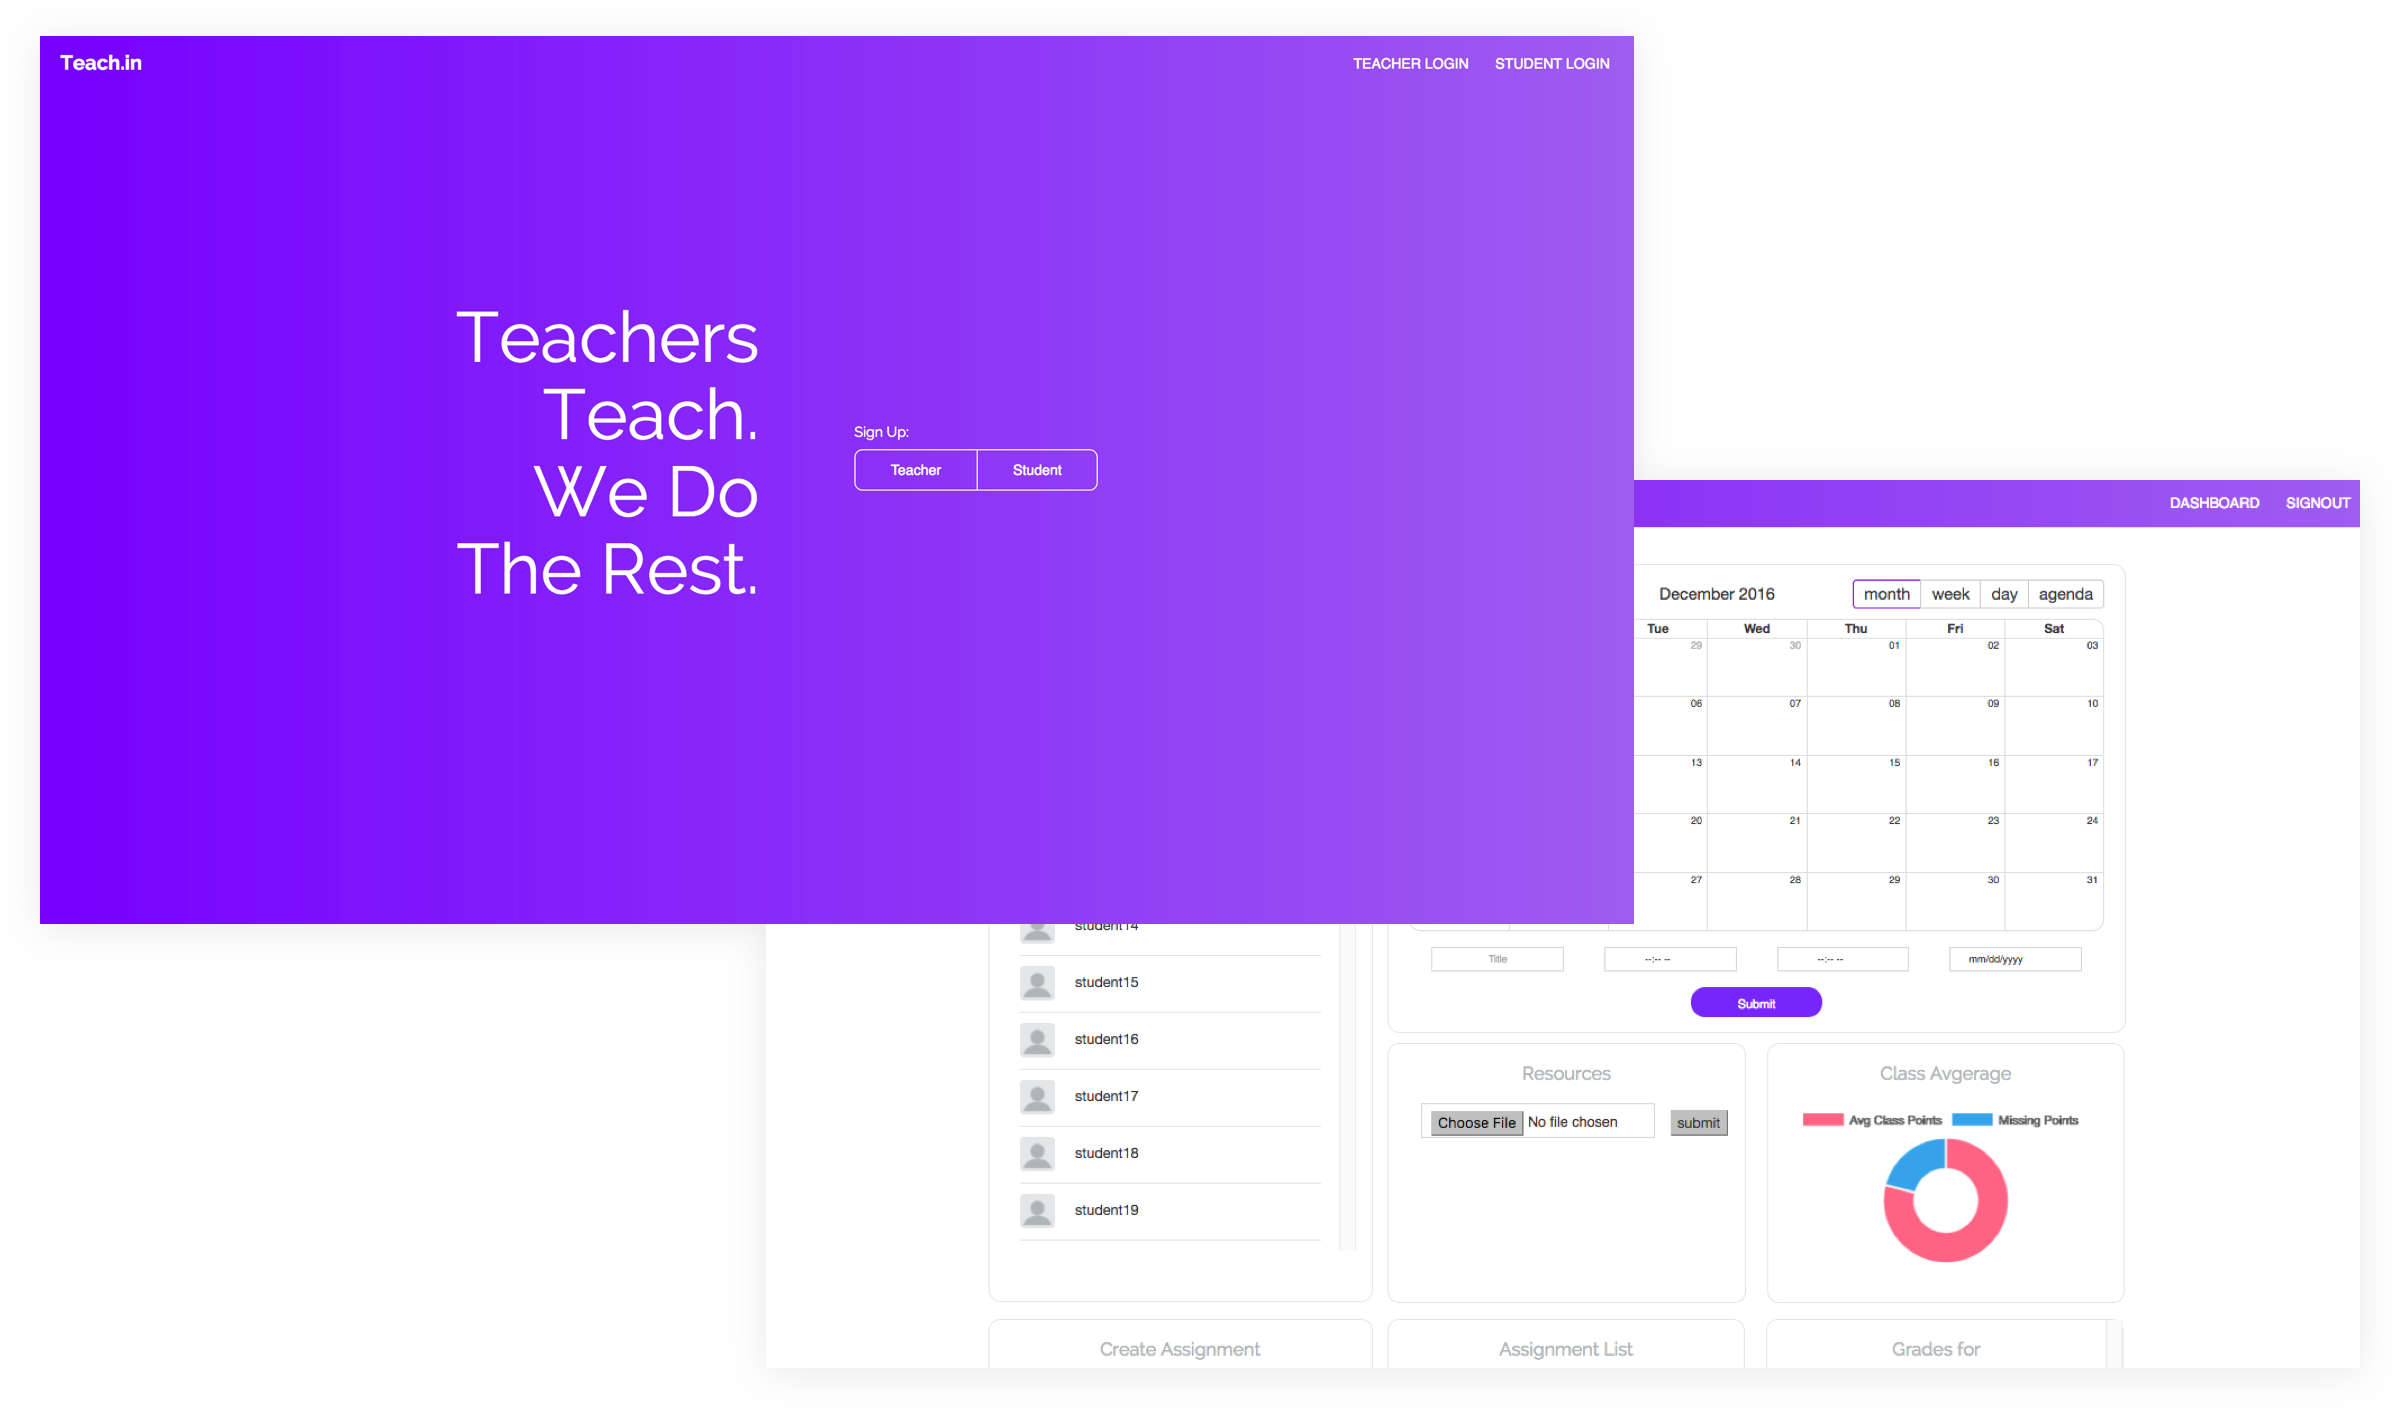 Teach.in
TEACHER LOGIN STUDENT LOGIN
Teachers
Teach.
We Do
The Rest.
Sign Up:
Teacher Student
DASHBOARD SIGNOUT
December 2016
month week day agenda
Tue Wed Thu Fri Sat
29 30 01 02 03
06 07 08 09 10
13 14 15 16 17
20 21 22 23 24
27 28 29 30 31
Title --:-- -- --:-- -- mm/dd/yyyy
Submit
student14
student15
student16
student17
student18
student19
Resources
Choose File No file chosen submit
Class Avgerage
Avg Class Points Missing Points
Create Assignment
Assignment List
Grades for